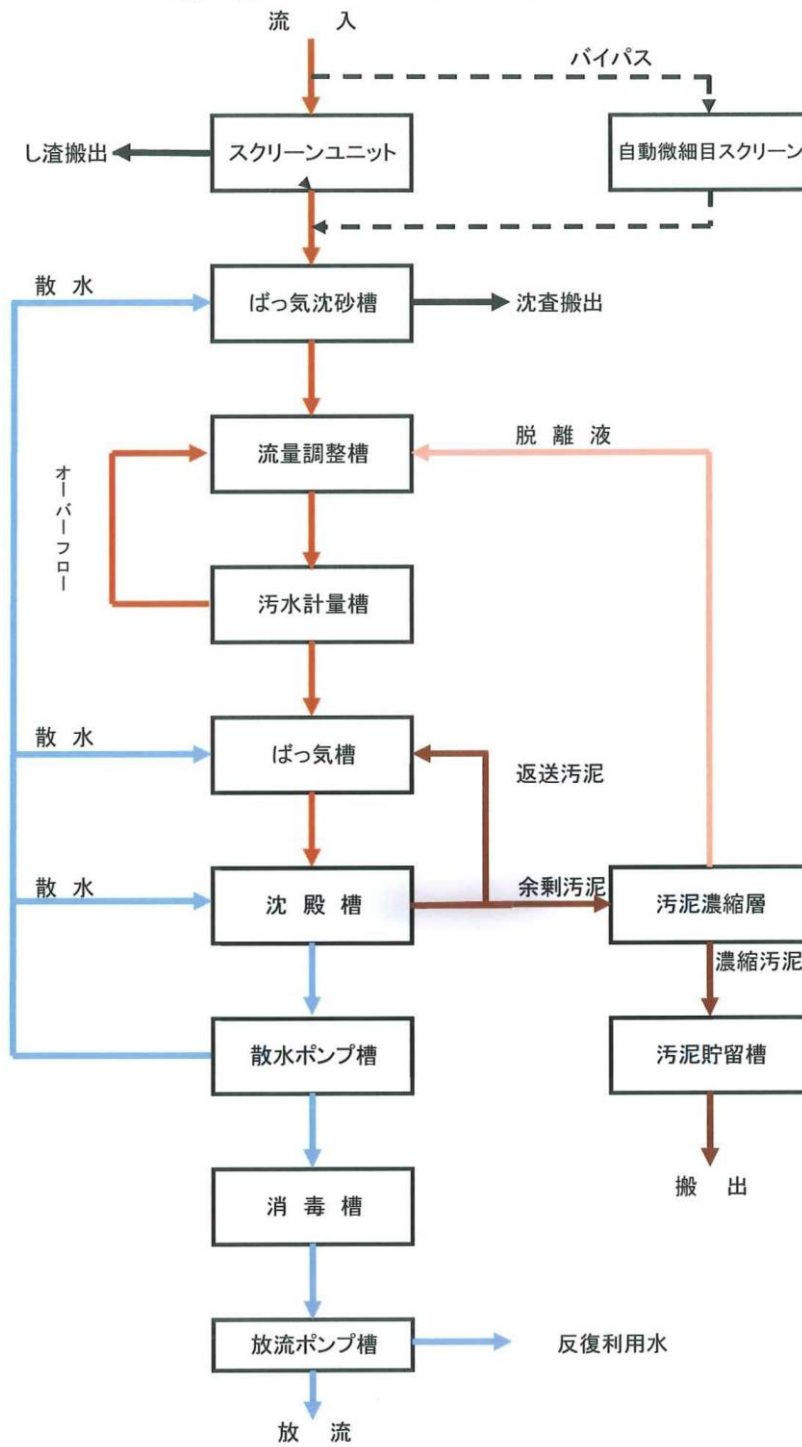 流 入
バイパス
し渣搬出
スクリーンユニット
自動微細目スクリーン
散 水
ばっ気沈砂槽
沈査搬出
流量調整槽
脱 離 液
オーバーフロー
汚水計量槽
散 水
ばっ気槽
返送汚泥
散 水
沈 殿 槽
余剰汚泥
汚泥濃縮層
濃縮汚泥
散水ポンプ槽
汚泥貯留槽
消 毒 槽
搬 出
放流ポンプ槽
反復利用水
放 流